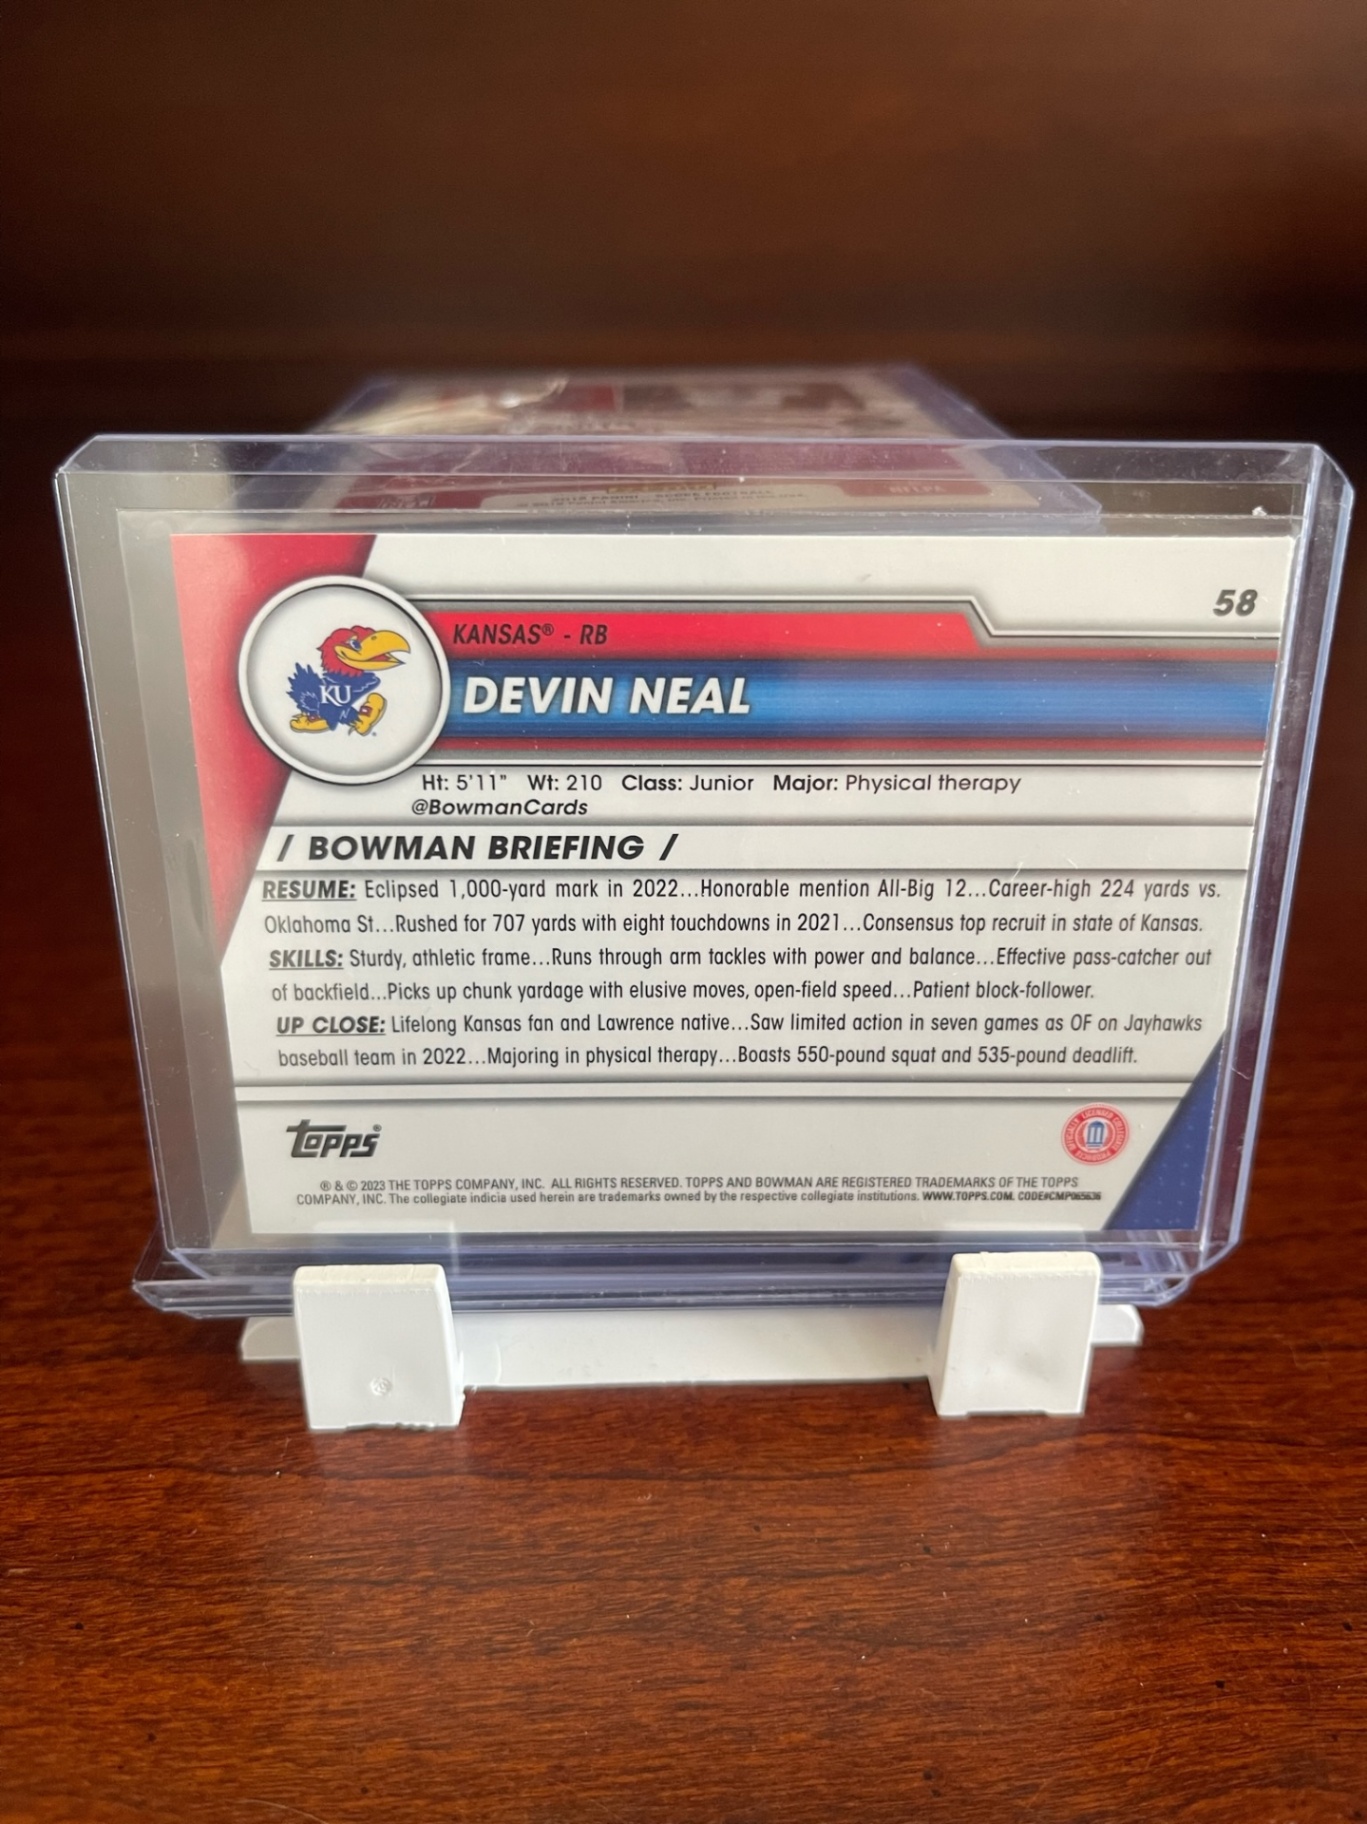 58
KANSAS® - RB
KU
DEVIN NEAL
Ht: 5'11" Wt: 210 Class: Junior Major: Physical therapy
@BowmanCards
/ BOWMAN BRIEFING /
RESUME: Eclipsed 1,000-yard mark in 2022...Honorable mention All-Big 12...Career-high 224 yards vs.
Oklahoma St...Rushed for 707 yards with eight touchdowns in 2021...Consensus top recruit in state of Kansas.
SKILLS: Sturdy, athletic frame...Runs through arm tackles with power and balance...Effective pass-catcher out
of backfield...Picks up chunk yardage with elusive moves, open-field speed...Patient block-follower.
UP CLOSE: Lifelong Kansas fan and Lawrence native...Saw limited action in seven games as OF on Jayhawks
baseball team in 2022...Majoring in physical therapy...Boasts 550-pound squat and 535-pound deadlift.
Topps®
OFFICIALLY LICENSED COLLEGIATE PRODUCTS
® & © 2023 THE TOPPS COMPANY, INC. ALL RIGHTS RESERVED. TOPPS AND BOWMAN ARE REGISTERED TRADEMARKS OF THE TOPPS
COMPANY, INC. The collegiate indicia used herein are trademarks owned by the respective collegiate institutions. WWW.TOPPS.COM. CODE#CMP065636